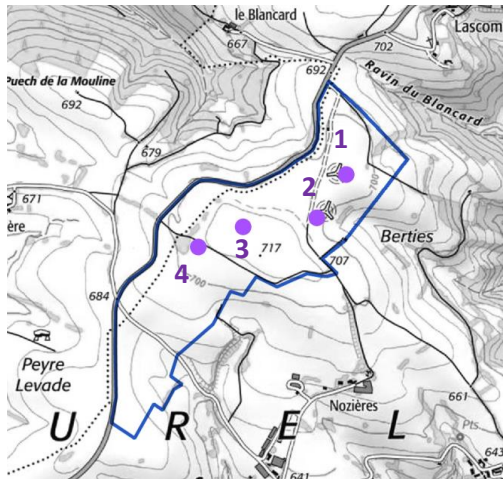 le Blancard
667
692
702
Lascom
Puech de la Mouline
692
Ravin du Blancard
679
1
2
700
671
ère
3
717
Berties
4
700
707
684
Peyre
Levade
Nozières
661
U R E L
Pts
641
643